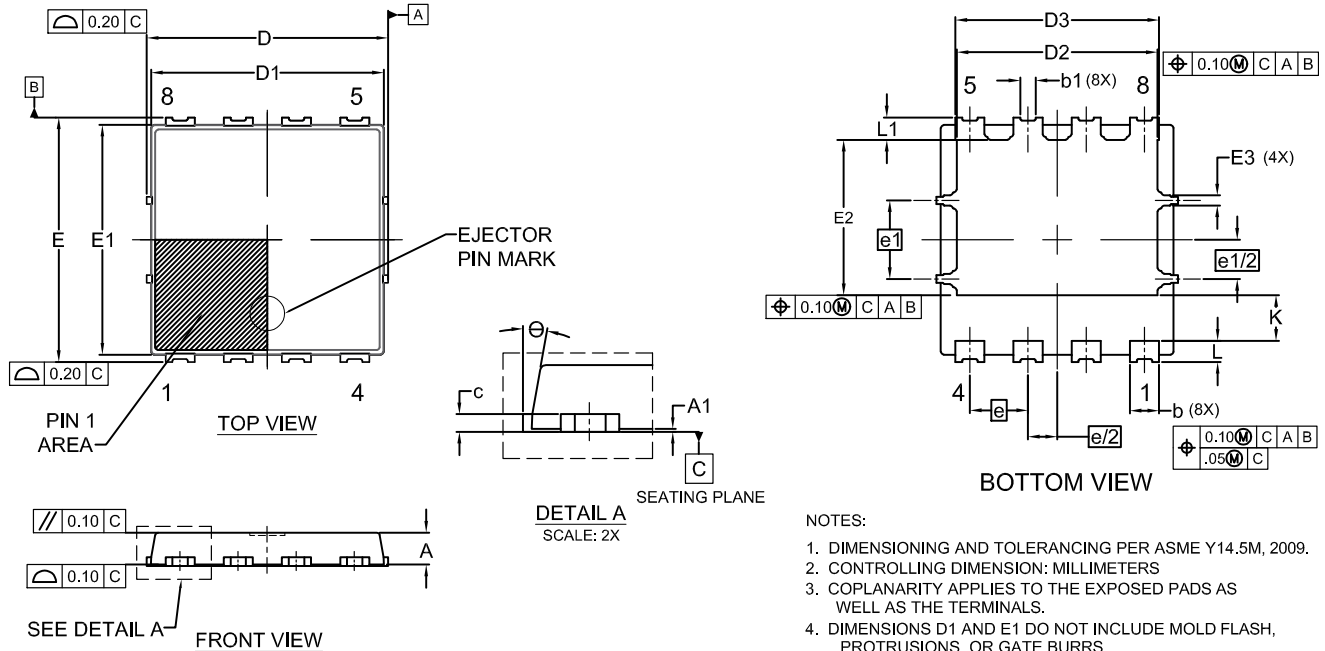 0.20 C
A
D
D1
B
8 5
E
E1
EJECTOR
PIN MARK
0.20 C
1 4
PIN 1
AREA
TOP VIEW
// 0.10 C
A
0.10 C
SEE DETAIL A
FRONT VIEW
Θ
c
A1
C
SEATING PLANE
DETAIL A
SCALE: 2X
D3
D2
⌖ 0.10Ⓜ C A B
5 b1 (8X) 8
L1
E3 (4X)
E2
e1
e1/2
⌖ 0.10Ⓜ C A B
K
L
4 1
e
b (8X)
e/2
⌖ 0.10Ⓜ C A B
.05Ⓜ C
BOTTOM VIEW
NOTES:
1. DIMENSIONING AND TOLERANCING PER ASME Y14.5M, 2009.
2. CONTROLLING DIMENSION: MILLIMETERS
3. COPLANARITY APPLIES TO THE EXPOSED PADS AS
WELL AS THE TERMINALS.
4. DIMENSIONS D1 AND E1 DO NOT INCLUDE MOLD FLASH,
PROTRUSIONS, OR GATE BURRS